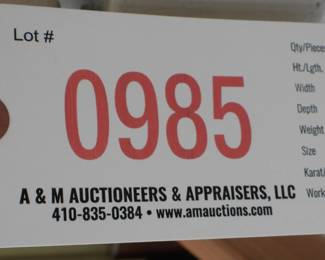 Lot #
0985
A & M AUCTIONEERS & APPRAISERS, LLC
410-835-0384 • www.amauctions.com
Qty/Pieces
Ht./Lgth.
Width
Depth
Weight
Size
Karat/
Work